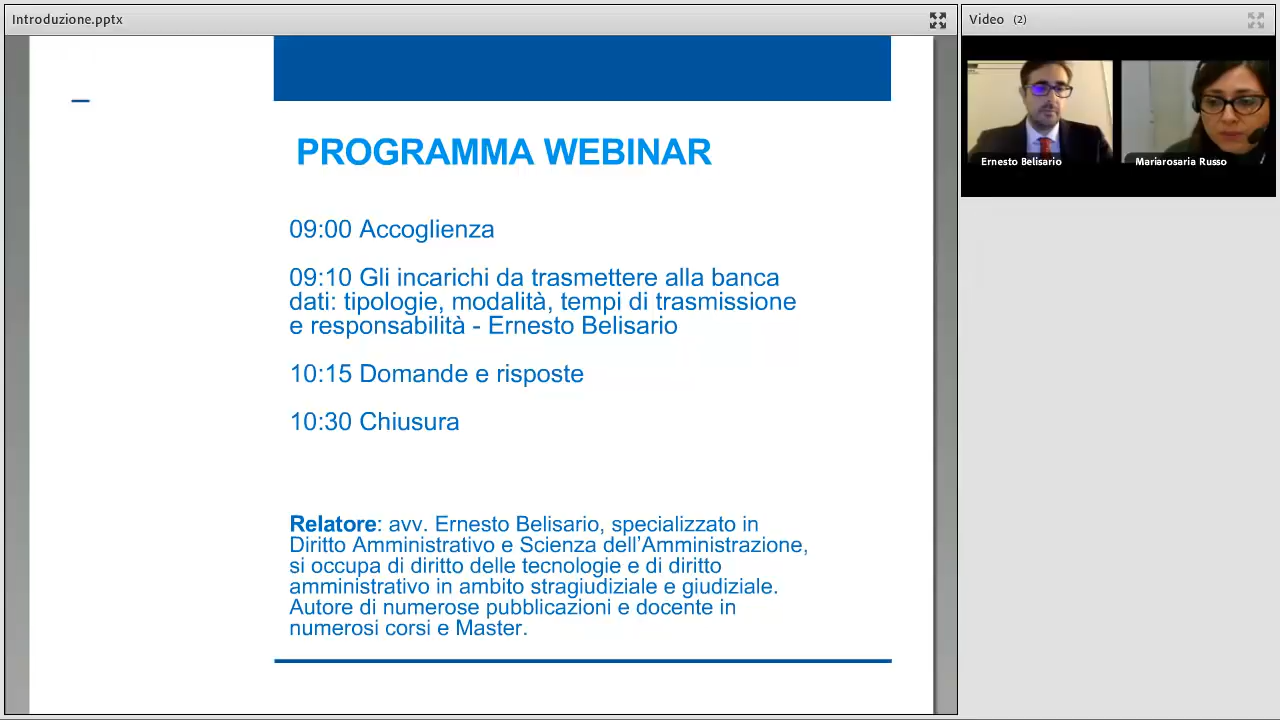 Introduzione.pptx
Video (2)
Ernesto Belisario
Mariarosaria Russo
PROGRAMMA WEBINAR
09:00 Accoglienza
09:10 Gli incarichi da trasmettere alla banca
dati: tipologie, modalità, tempi di trasmissione
e responsabilità - Ernesto Belisario
10:15 Domande e risposte
10:30 Chiusura
Relatore: avv. Ernesto Belisario, specializzato in
Diritto Amministrativo e Scienza dell’Amministrazione,
si occupa di diritto delle tecnologie e di diritto
amministrativo in ambito stragiudiziale e giudiziale.
Autore di numerose pubblicazioni e docente in
numerosi corsi e Master.